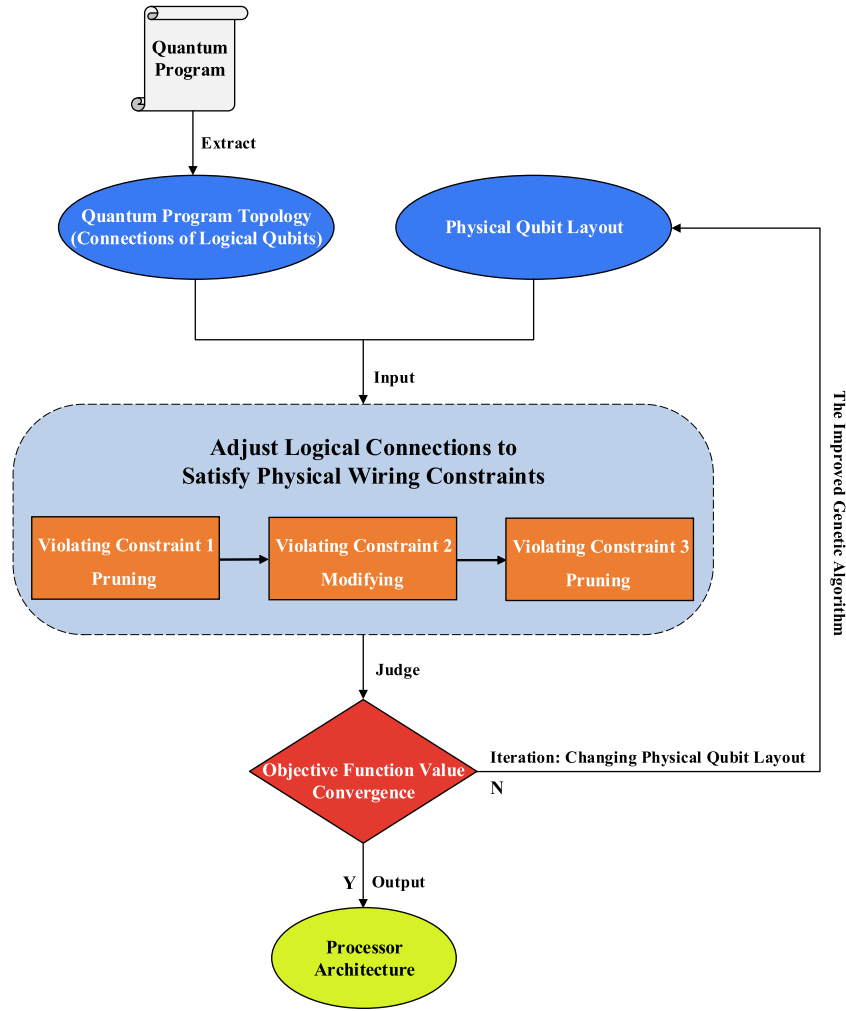 Quantum
Program
Extract
Quantum Program Topology
(Connections of Logical Qubits)
Physical Qubit Layout
Input
Adjust Logical Connections to
Satisfy Physical Wiring Constraints
Violating Constraint 1
Pruning
Violating Constraint 2
Modifying
Violating Constraint 3
Pruning
The Improved Genetic Algorithm
Judge
Objective Function Value
Convergence
Iteration: Changing Physical Qubit Layout
N
Y
Output
Processor
Architecture